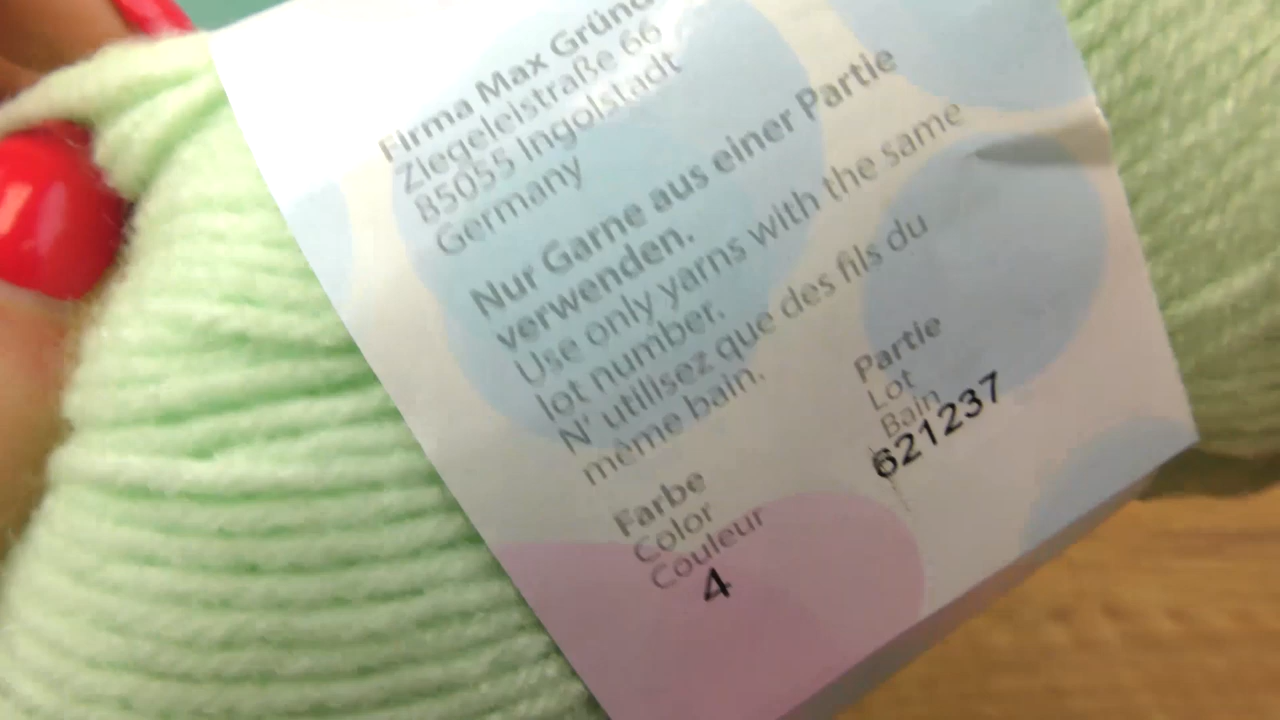 Firma Max Gründ
Ziegeleistraße 66
85055 Ingolstadt
Germany
Nur Garne aus einer Partie
verwenden.
Use only yarns with the same
lot number.
N' utilisez que des fils du
même bain.
Partie
Lot
Bain
621237
Farbe
Color
Couleur
4